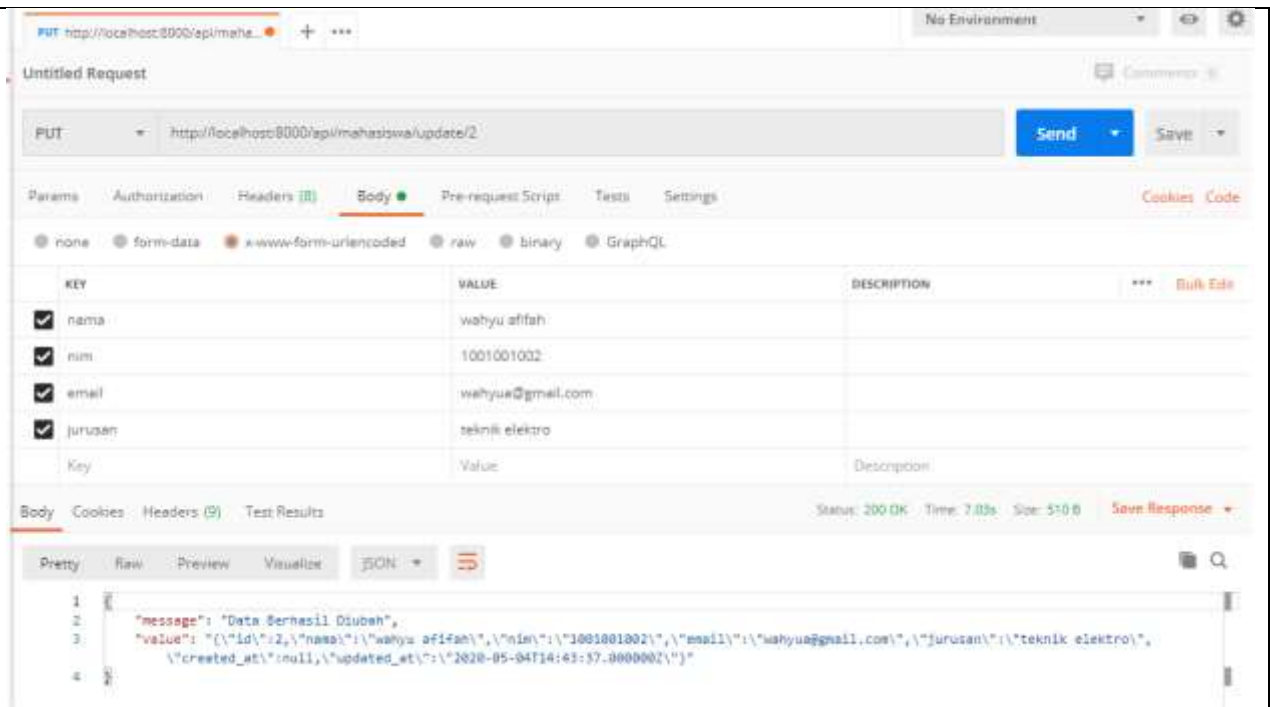 PUT http://localhost:8000/api/maha... + •••
No Environment
Untitled Request
Comments 0
PUT http://localhost:8000/api/mahasiswa/update/2 Send Save
Params Authorization Headers (8) Body Pre-request Script Tests Settings Cookies Code
none form-data x-www-form-urlencoded raw binary GraphQL
KEY VALUE DESCRIPTION ••• Bulk Edit
nama wahyu afifah
nim 1001001002
email wahyua@gmail.com
jurusan teknik elektro
Key Value Description
Body Cookies Headers (9) Test Results Status: 200 OK Time: 7.03s Size: 510 B Save Response
Pretty Raw Preview Visualize JSON
1 {
2 "message": "Data Berhasil Diubah",
3 "value": "{\"id\":2,\"nama\":\"wahyu afifah\",\"nim\":\"1001001002\",\"email\":\"wahyua@gmail.com\",\"jurusan\":\"teknik elektro\",
\"created_at\":null,\"updated_at\":\"2020-05-04T14:43:37.000000Z\"}"
4 }